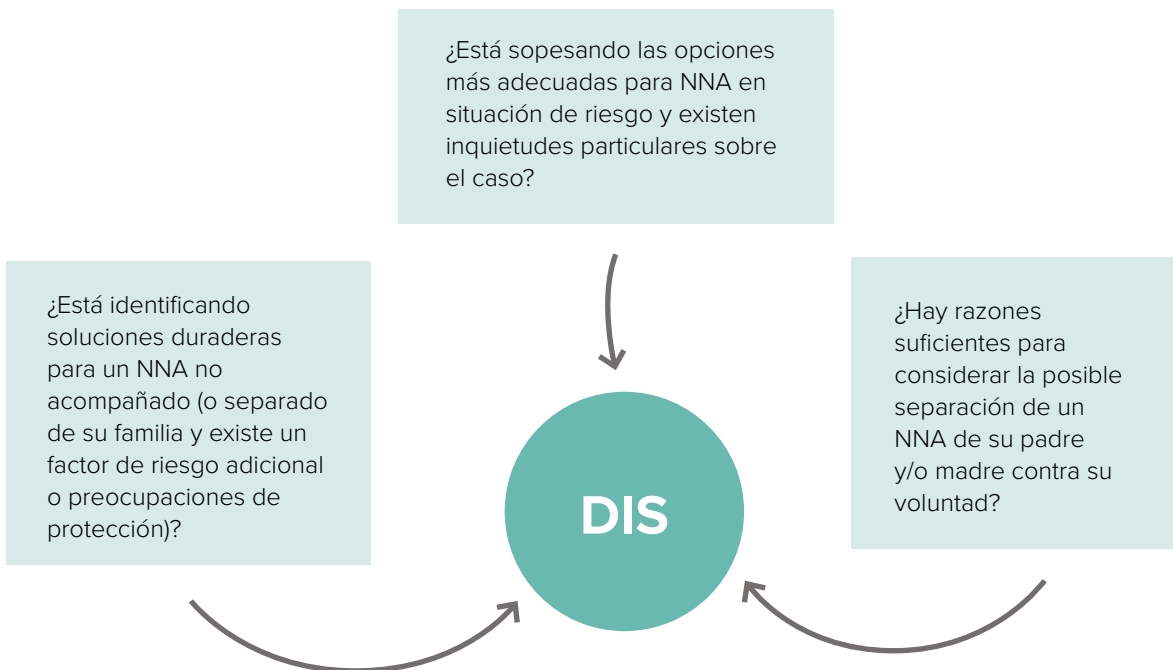 ¿Está sopesando las opciones
más adecuadas para NNA en
situación de riesgo y existen
inquietudes particulares sobre
el caso?
¿Está identificando
soluciones duraderas
para un NNA no
acompañado (o separado
de su familia y existe un
factor de riesgo adicional
o preocupaciones de
protección)?
¿Hay razones
suficientes para
considerar la posible
separación de un
NNA de su padre
y/o madre contra su
voluntad?
DIS